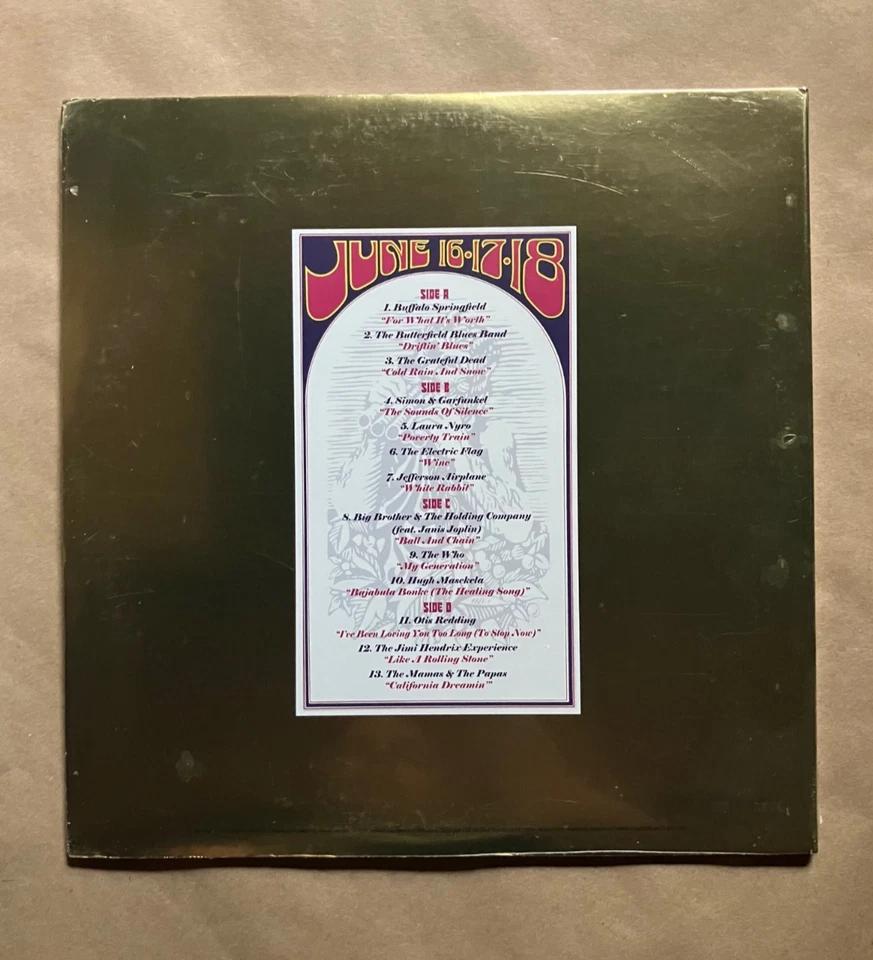 JUNE 16·17·18
SIDE A
1. Buffalo Springfield
"For What It's Worth"
2. The Butterfield Blues Band
"Driftin' Blues"
3. The Grateful Dead
"Cold Rain And Snow"
SIDE B
4. Simon & Garfunkel
"The Sounds Of Silence"
5. Laura Nyro
"Poverty Train"
6. The Electric Flag
"Wine"
7. Jefferson Airplane
"White Rabbit"
SIDE C
8. Big Brother & The Holding Company
(feat. Janis Joplin)
"Ball And Chain"
9. The Who
"My Generation"
10. Hugh Masekela
"Bajabula Bonke (The Healing Song)"
SIDE D
11. Otis Redding
"I've Been Loving You Too Long (To Stop Now)"
12. The Jimi Hendrix Experience
"Like A Rolling Stone"
13. The Mamas & The Papas
"California Dreamin'"